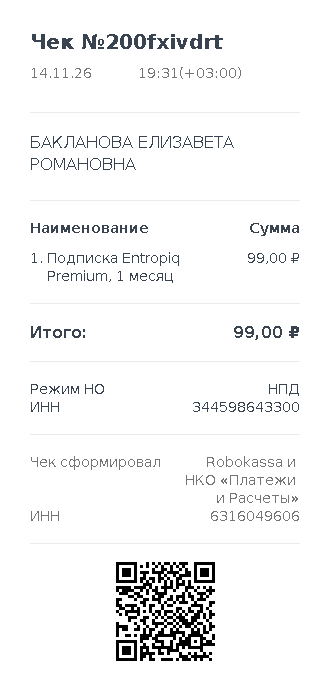 Чек №200fxivdrt
14.11.26 19:31(+03:00)
БАКЛАНОВА ЕЛИЗАВЕТА
РОМАНОВНА
Наименование Сумма
1. Подписка Entropiq 99,00 ₽
Premium, 1 месяц
Итого: 99,00 ₽
Режим НО НПД
ИНН 344598643300
Чек сформировал Robokassa и
НКО «Платежи
и Расчеты»
ИНН 6316049606